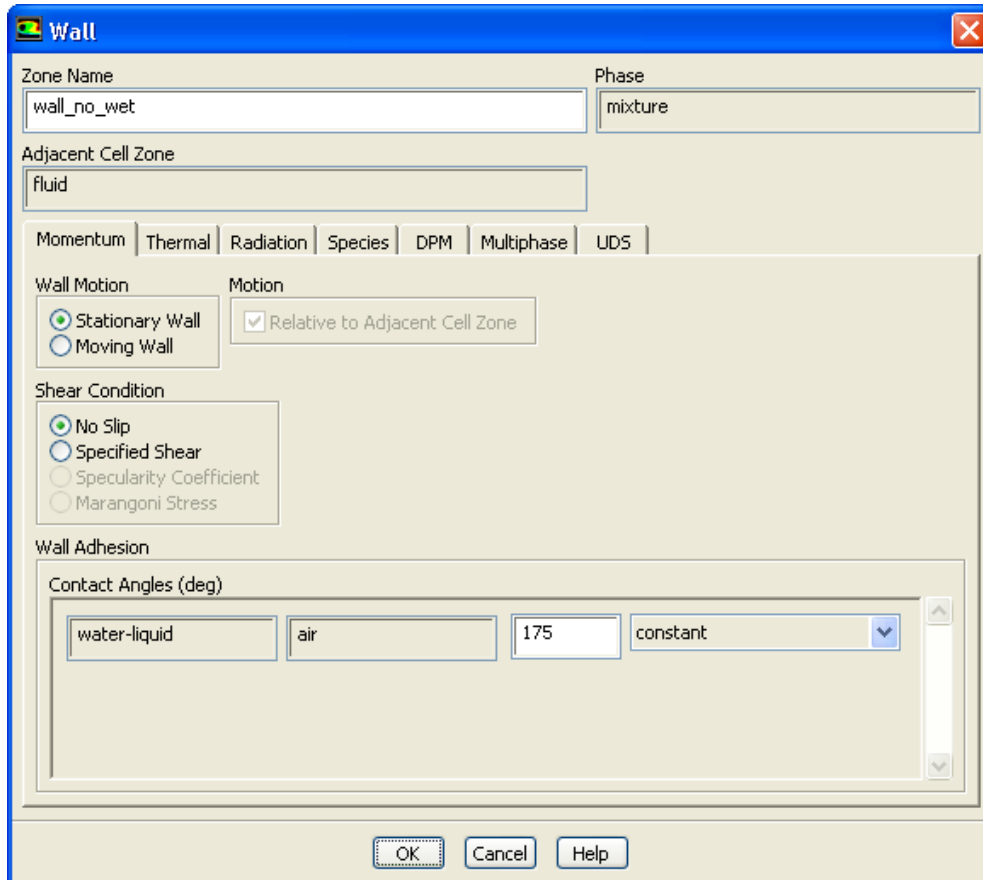 Wall
Zone Name Phase
wall_no_wet mixture
Adjacent Cell Zone
fluid
Momentum Thermal Radiation Species DPM Multiphase UDS
Wall Motion Motion
Stationary Wall Relative to Adjacent Cell Zone
Moving Wall
Shear Condition
No Slip
Specified Shear
Specularity Coefficient
Marangoni Stress
Wall Adhesion
Contact Angles (deg)
water-liquid air 175 constant
OK Cancel Help